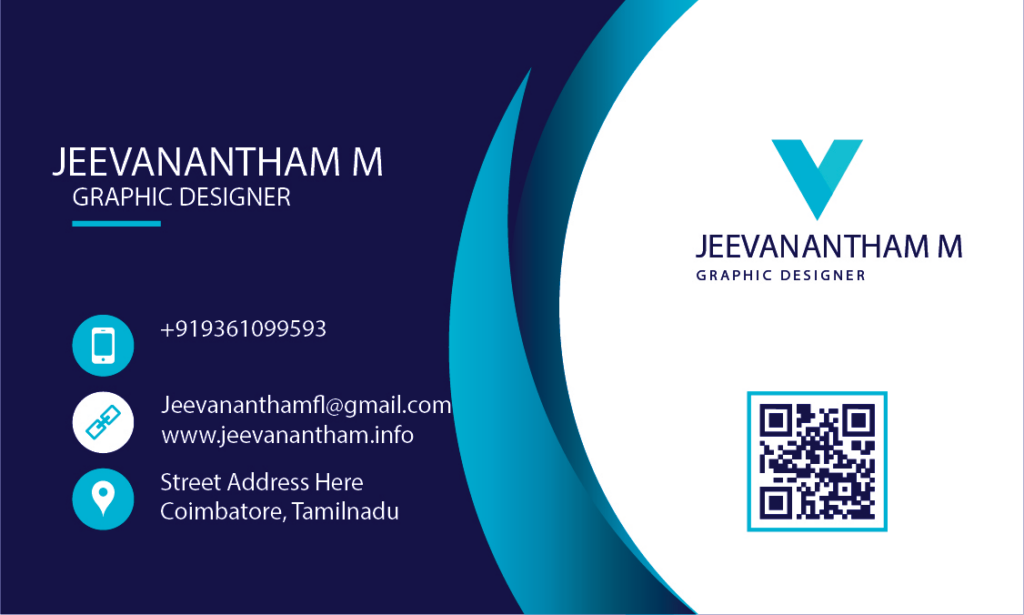 JEEVANANTHAM M
GRAPHIC DESIGNER
+919361099593
Jeevananthamfl@gmail.com
www.jeevanantham.info
Street Address Here
Coimbatore, Tamilnadu
JEEVANANTHAM M
GRAPHIC DESIGNER